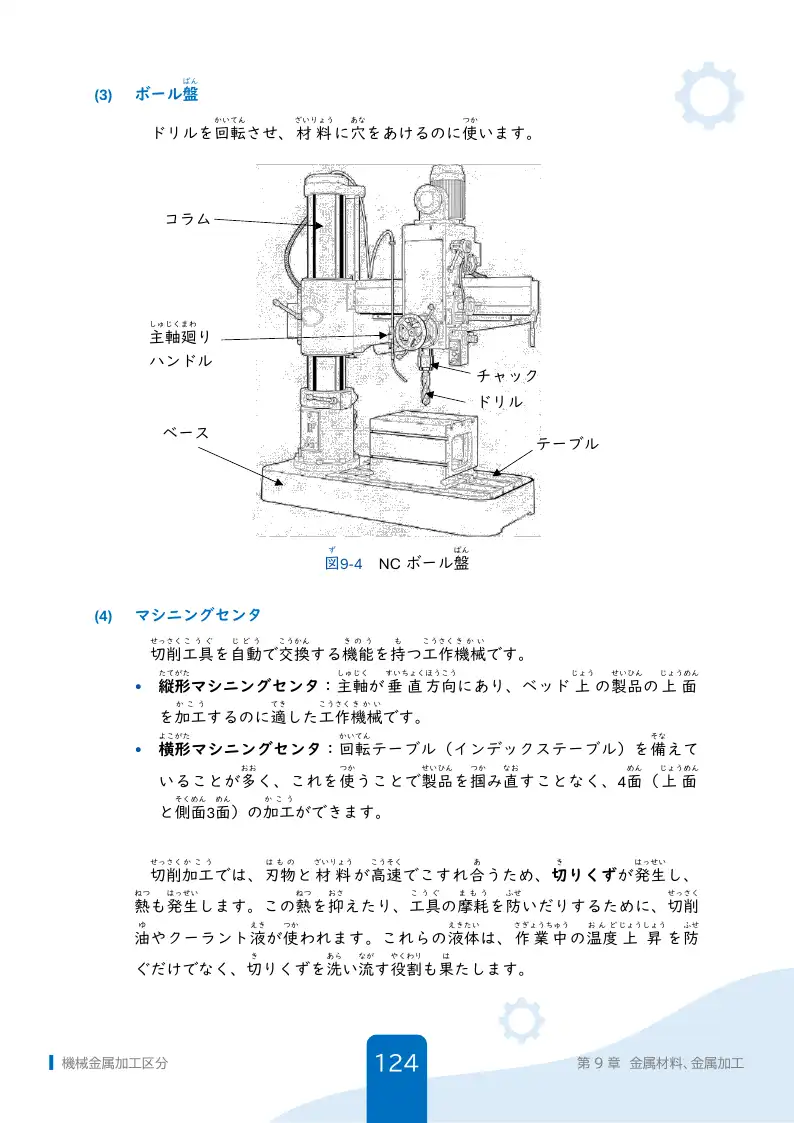 (3) ボール盤
ドリルを回転させ、材料に穴をあけるのに使います。
コラム
主軸廻り
ハンドル
チャック
ドリル
ベース
テーブル
図9-4 NC ボール盤
(4) マシニングセンタ
切削工具を自動で交換する機能を持つ工作機械です。
• 縦形マシニングセンタ：主軸が垂直方向にあり、ベッド上の製品の上面
を加工するのに適した工作機械です。
• 横形マシニングセンタ：回転テーブル（インデックステーブル）を備えて
いることが多く、これを使うことで製品を掴み直すことなく、4面（上面
と側面3面）の加工ができます。
切削加工では、刃物と材料が高速でこすれ合うため、切りくずが発生し、
熱も発生します。この熱を抑えたり、工具の摩耗を防いだりするために、切削
油やクーラント液が使われます。これらの液体は、作業中の温度上昇を防
ぐだけでなく、切りくずを洗い流す役割も果たします。
機械金属加工区分
124
第 9 章 金属材料、金属加工